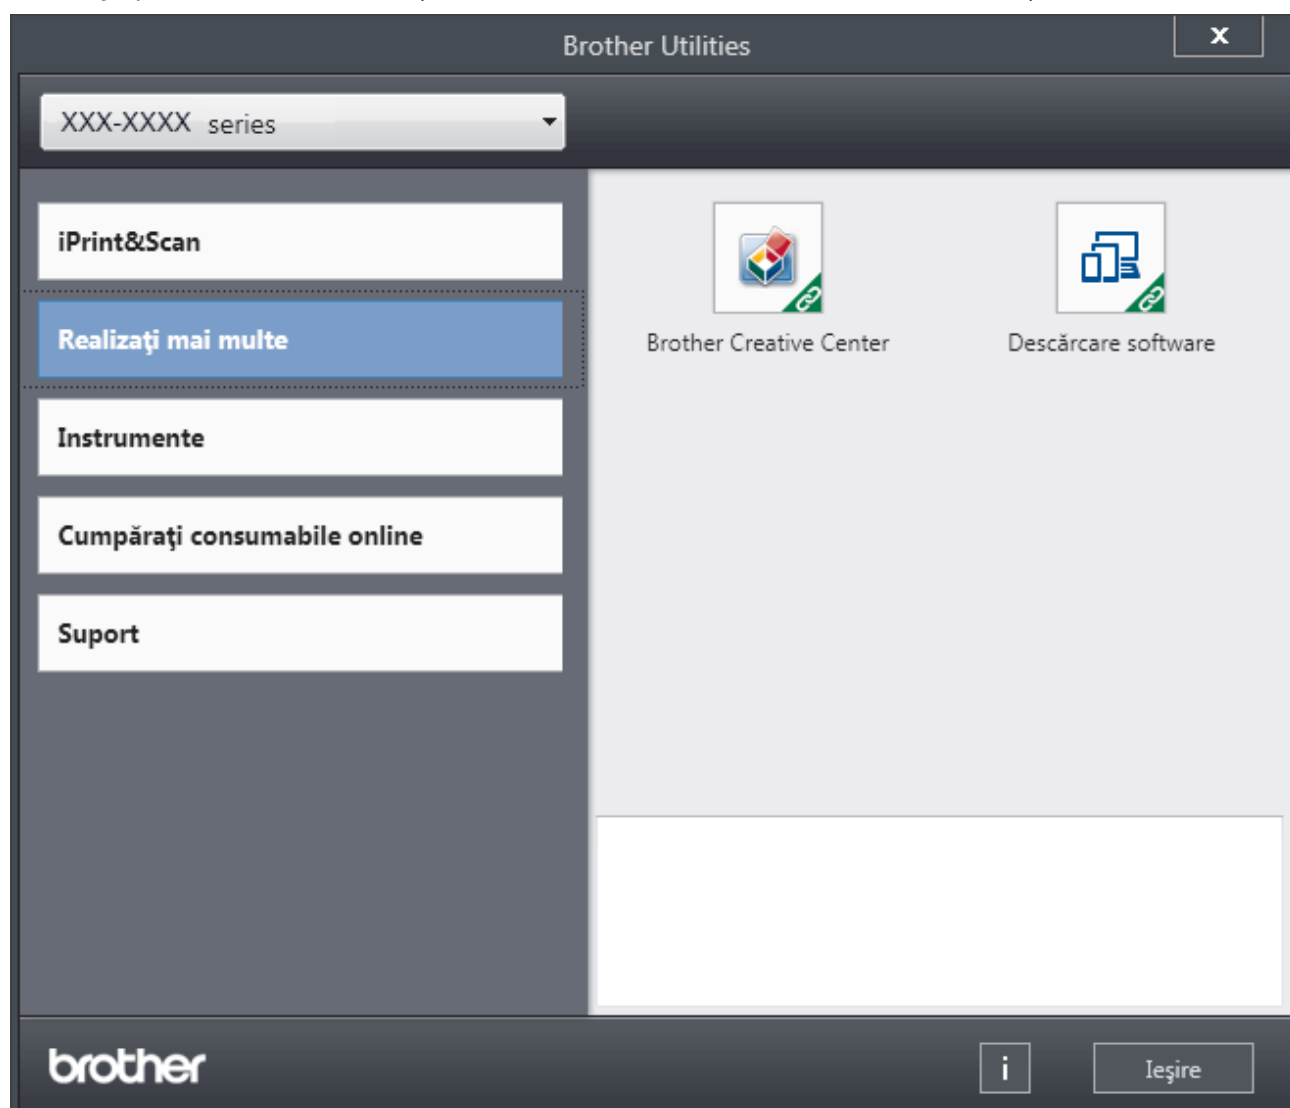 Brother Utilities
x
XXX-XXXX series
iPrint&Scan
Realizaţi mai multe
Instrumente
Cumpăraţi consumabile online
Suport
Brother Creative Center
Descărcare software
brother
i
Ieşire